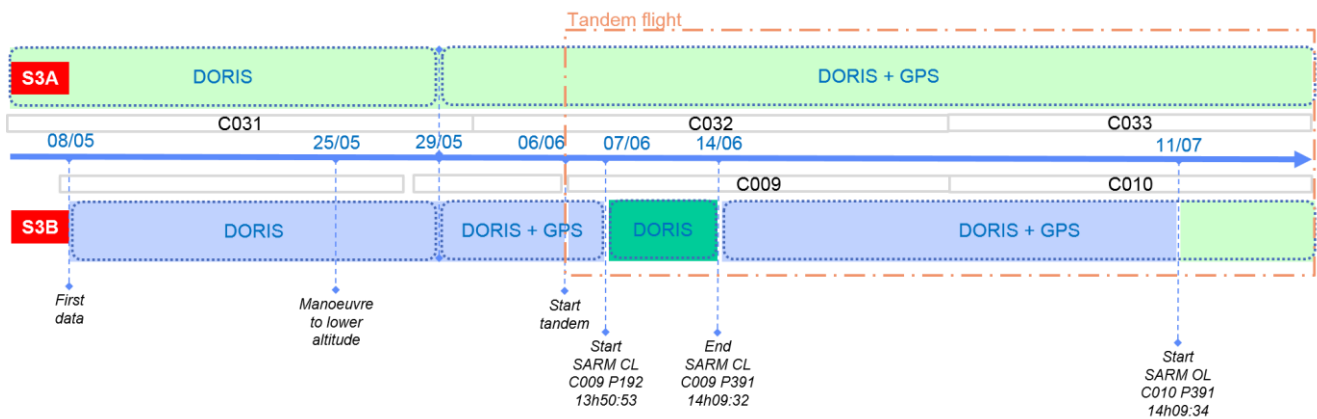 Tandem flight
S3A
DORIS
DORIS + GPS
C031
C032
C033
08/05
25/05
29/05
06/06
07/06
14/06
11/07
C009
C010
S3B
DORIS
DORIS + GPS
DORIS
DORIS + GPS
First
data
Manoeuvre
to lower
altitude
Start
tandem
Start
SARM CL
C009 P192
13h50:53
End
SARM CL
C009 P391
14h09:32
Start
SARM OL
C010 P391
14h09:34